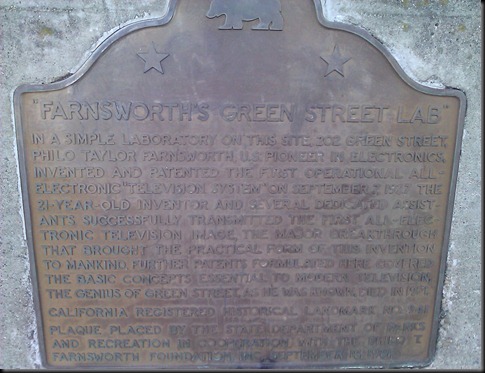 "FARNSWORTH'S GREEN STREET LAB"
IN A SIMPLE LABORATORY ON THIS SITE, 202 GREEN STREET,
PHILO TAYLOR FARNSWORTH, U.S. PIONEER IN ELECTRONICS,
INVENTED AND PATENTED THE FIRST OPERATIONAL ALL-
ELECTRONIC "TELEVISION SYSTEM". ON SEPTEMBER 7, 1927, THE
21-YEAR-OLD INVENTOR AND SEVERAL DEDICATED ASSIST-
ANTS SUCCESSFULLY TRANSMITTED THE FIRST ALL-ELEC-
TRONIC TELEVISION IMAGE, THE MAJOR BREAKTHROUGH
THAT BROUGHT THE PRACTICAL FORM OF THIS INVENTION
TO MANKIND. FURTHER PATENTS FORMULATED HERE COVERED
THE BASIC CONCEPTS ESSENTIAL TO MODERN TELEVISION.
THE GENIUS OF GREEN STREET, AS HE WAS KNOWN, DIED IN 1971.
CALIFORNIA REGISTERED HISTORICAL LANDMARK NO. 941
PLAQUE PLACED BY THE STATE DEPARTMENT OF PARKS
AND RECREATION IN COOPERATION WITH THE PHILO T.
FARNSWORTH FOUNDATION, INC., SEPTEMBER